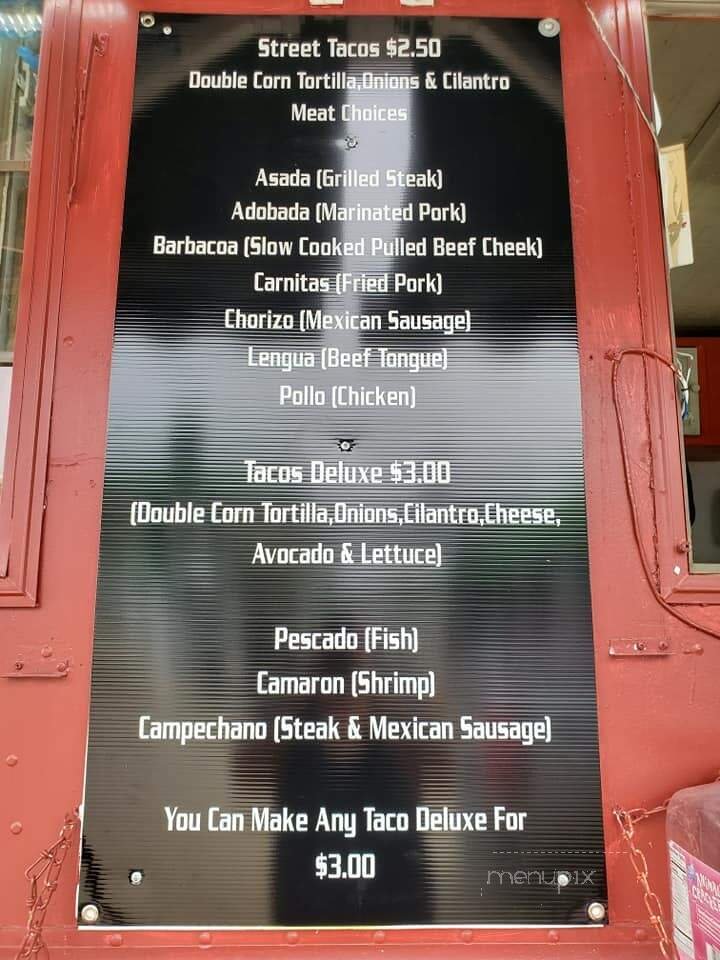 Street Tacos $2.50
Double Corn Tortilla,Onions & Cilantro
Meat Choices
Asada (Grilled Steak)
Adobada (Marinated Pork)
Barbacoa (Slow Cooked Pulled Beef Cheek)
Carnitas (Fried Pork)
Chorizo (Mexican Sausage)
Lengua (Beef Tongue)
Pollo (Chicken)
Tacos Deluxe $3.00
(Double Corn Tortilla,Onions,Cilantro,Cheese,
Avocado & Lettuce)
Pescado (Fish)
Camaron (Shrimp)
Campechano (Steak & Mexican Sausage)
You Can Make Any Taco Deluxe For
$3.00
menupix